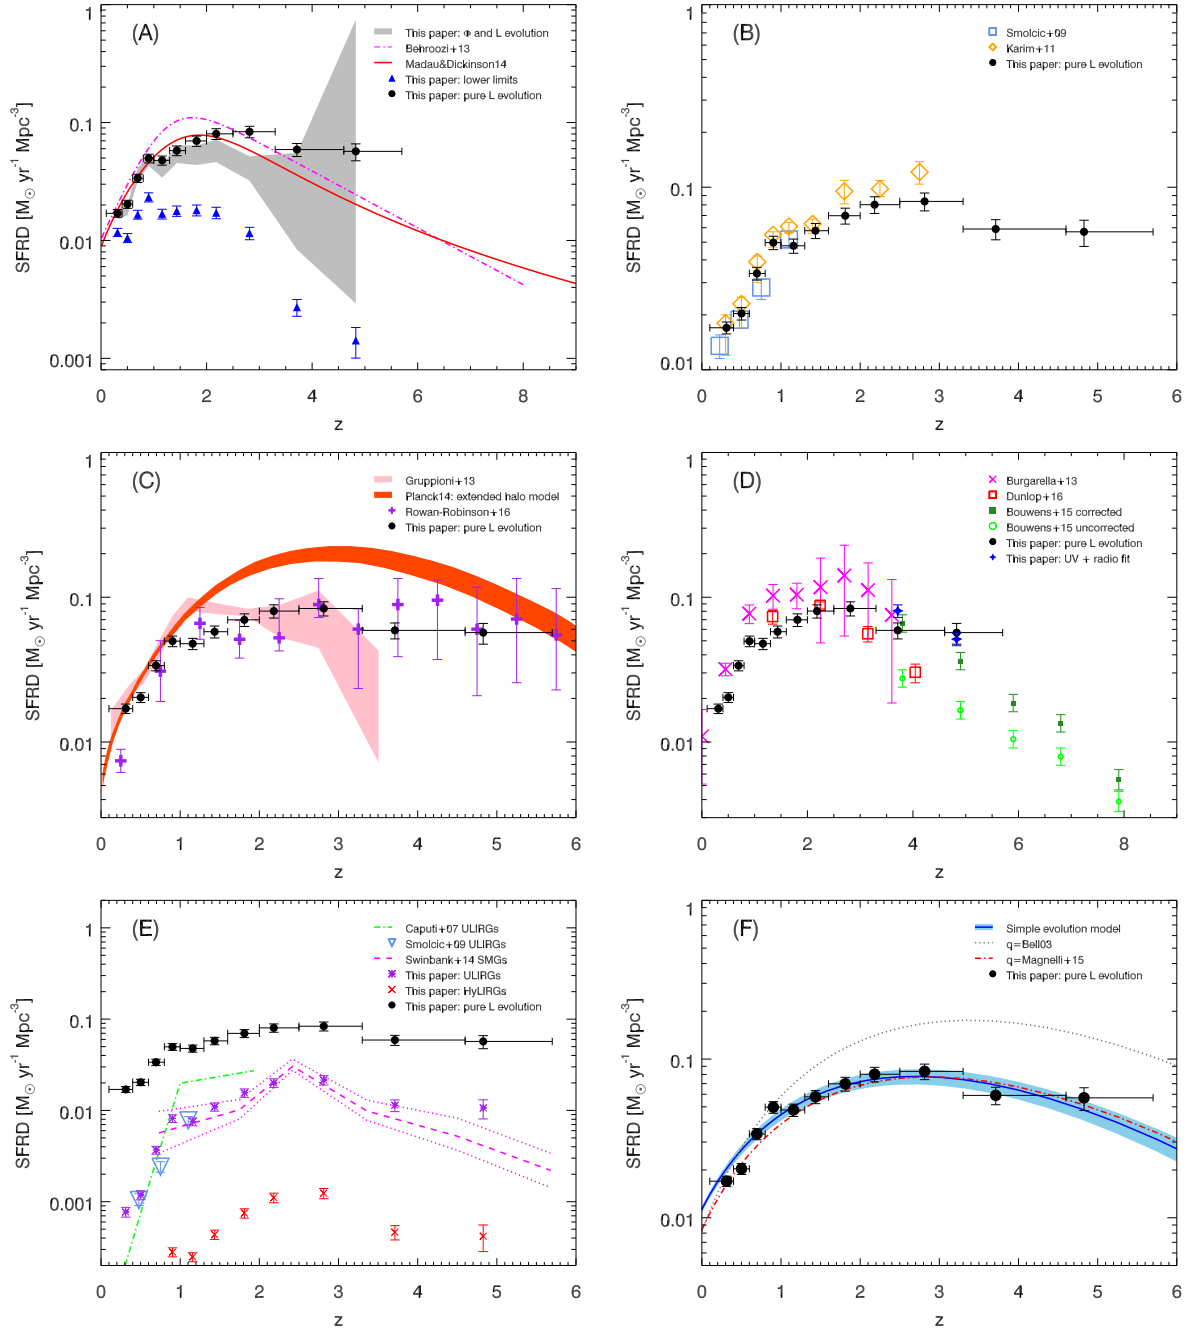 (A)
This paper: Φ and L evolution
Behroozi+13
Madau&Dickinson14
This paper: lower limits
This paper: pure L evolution
1
0.1
0.01
0.001
SFRD [M⊙ yr-1 Mpc-3]
0 2 4 6 8
z
(B)
Smolcic+09
Karim+11
This paper: pure L evolution
0.1
0.01
SFRD [M⊙ yr-1 Mpc-3]
0 1 2 3 4 5 6
z
(C)
Gruppioni+13
Planck14: extended halo model
Rowan-Robinson+16
This paper: pure L evolution
1
0.1
0.01
SFRD [M⊙ yr-1 Mpc-3]
0 1 2 3 4 5 6
z
(D)
Burgarella+13
Dunlop+16
Bouwens+15 corrected
Bouwens+15 uncorrected
This paper: pure L evolution
This paper: UV + radio fit
1
0.1
0.01
SFRD [M⊙ yr-1 Mpc-3]
0 2 4 6 8
z
(E)
Caputi+07 ULIRGs
Smolcic+09 ULIRGs
Swinbank+14 SMGs
This paper: ULIRGs
This paper: HyLIRGs
This paper: pure L evolution
1
0.1
0.01
0.001
SFRD [M⊙ yr-1 Mpc-3]
0 1 2 3 4 5 6
z
(F)
Simple evolution model
q=Bell03
q=Magnelli+15
This paper: pure L evolution
1
0.1
0.01
SFRD [M⊙ yr-1 Mpc-3]
0 1 2 3 4 5 6
z